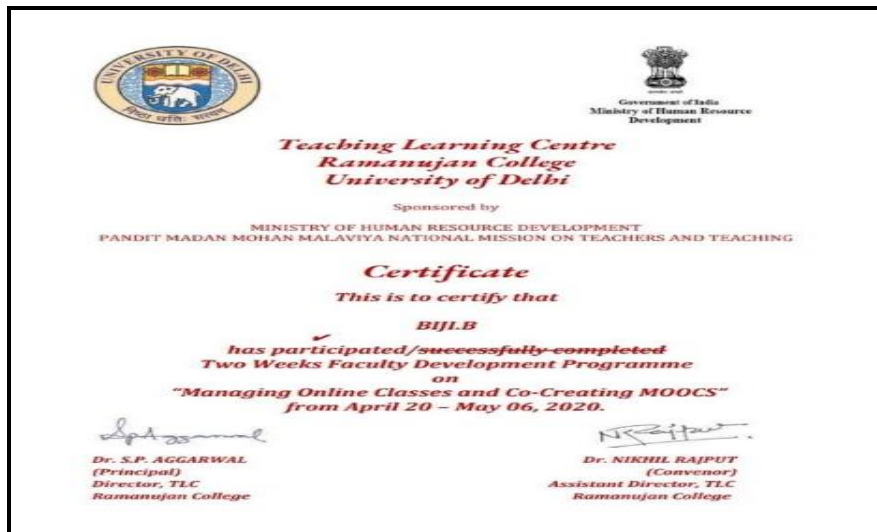 UNIVERSITY OF DELHI
निष्ठा धृति: सत्यम्
Government of India
Ministry of Human Resource
Development
Teaching Learning Centre
Ramanujan College
University of Delhi
Sponsored by
MINISTRY OF HUMAN RESOURCE DEVELOPMENT
PANDIT MADAN MOHAN MALAVIYA NATIONAL MISSION ON TEACHERS AND TEACHING
Certificate
This is to certify that
BIJI.B
has participated/successfully completed
Two Weeks Faculty Development Programme
on
“Managing Online Classes and Co-Creating MOOCS”
from April 20 – May 06, 2020.
Dr. S.P. AGGARWAL
(Principal)
Director, TLC
Ramanujan College
Dr. NIKHIL RAJPUT
(Convenor)
Assistant Director, TLC
Ramanujan College